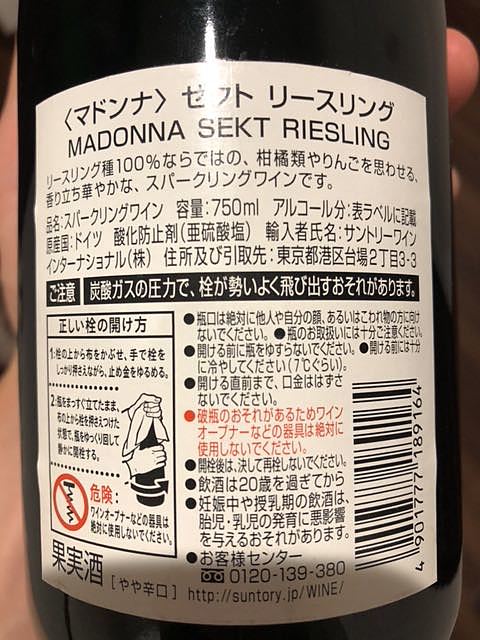 〈マドンナ〉 ゼクト リースリング
MADONNA SEKT RIESLING
リースリング種100%ならではの、柑橘類やりんごを思わせる、
香り立ち華やかな、スパークリングワインです。
品名:スパークリングワイン 容量:750ml アルコール分:表ラベルに記載
原産国:ドイツ 酸化防止剤(亜硫酸塩) 輸入者氏名:サントリーワイン
インターナショナル(株) 住所及び引取先:東京都港区台場2丁目3-3
ご注意 炭酸ガスの圧力で、栓が勢いよく飛び出すおそれがあります。
正しい栓の開け方
1:栓の上から布をかぶせ、手で栓を
しっかり押さえながら、止め金をゆるめる。
2:瓶をまっすぐ立てたまま、
布の上から栓を押さえつけた
状態で、瓶をゆっくり回して
静かに開栓する。
危険:
ワインオープナーなどの器具は
絶対に使用しないでください。
●瓶口は絶対に他人や自分の顔、あるいはこわれ物の方に向け
ないでください。●瓶のお取扱いには十分ご注意ください。
●開ける前に瓶をゆすらないでください。●開ける前には十分
に冷やしてください(7℃ぐらい)。
●開ける直前まで、口金ははずさ
ないでください。
●破瓶のおそれがあるためワイン
オープナーなどの器具は絶対に
使用しないでください。
●開栓後は、決して再栓しないでください。
●飲酒は20歳を過ぎてから
●妊娠中や授乳期の飲酒は、
胎児・乳児の発育に悪影響
を与えるおそれがあります。
●お客様センター
0120-139-380
http://suntory.jp/WINE/
果実酒 [やや辛口]
4 901777 189164